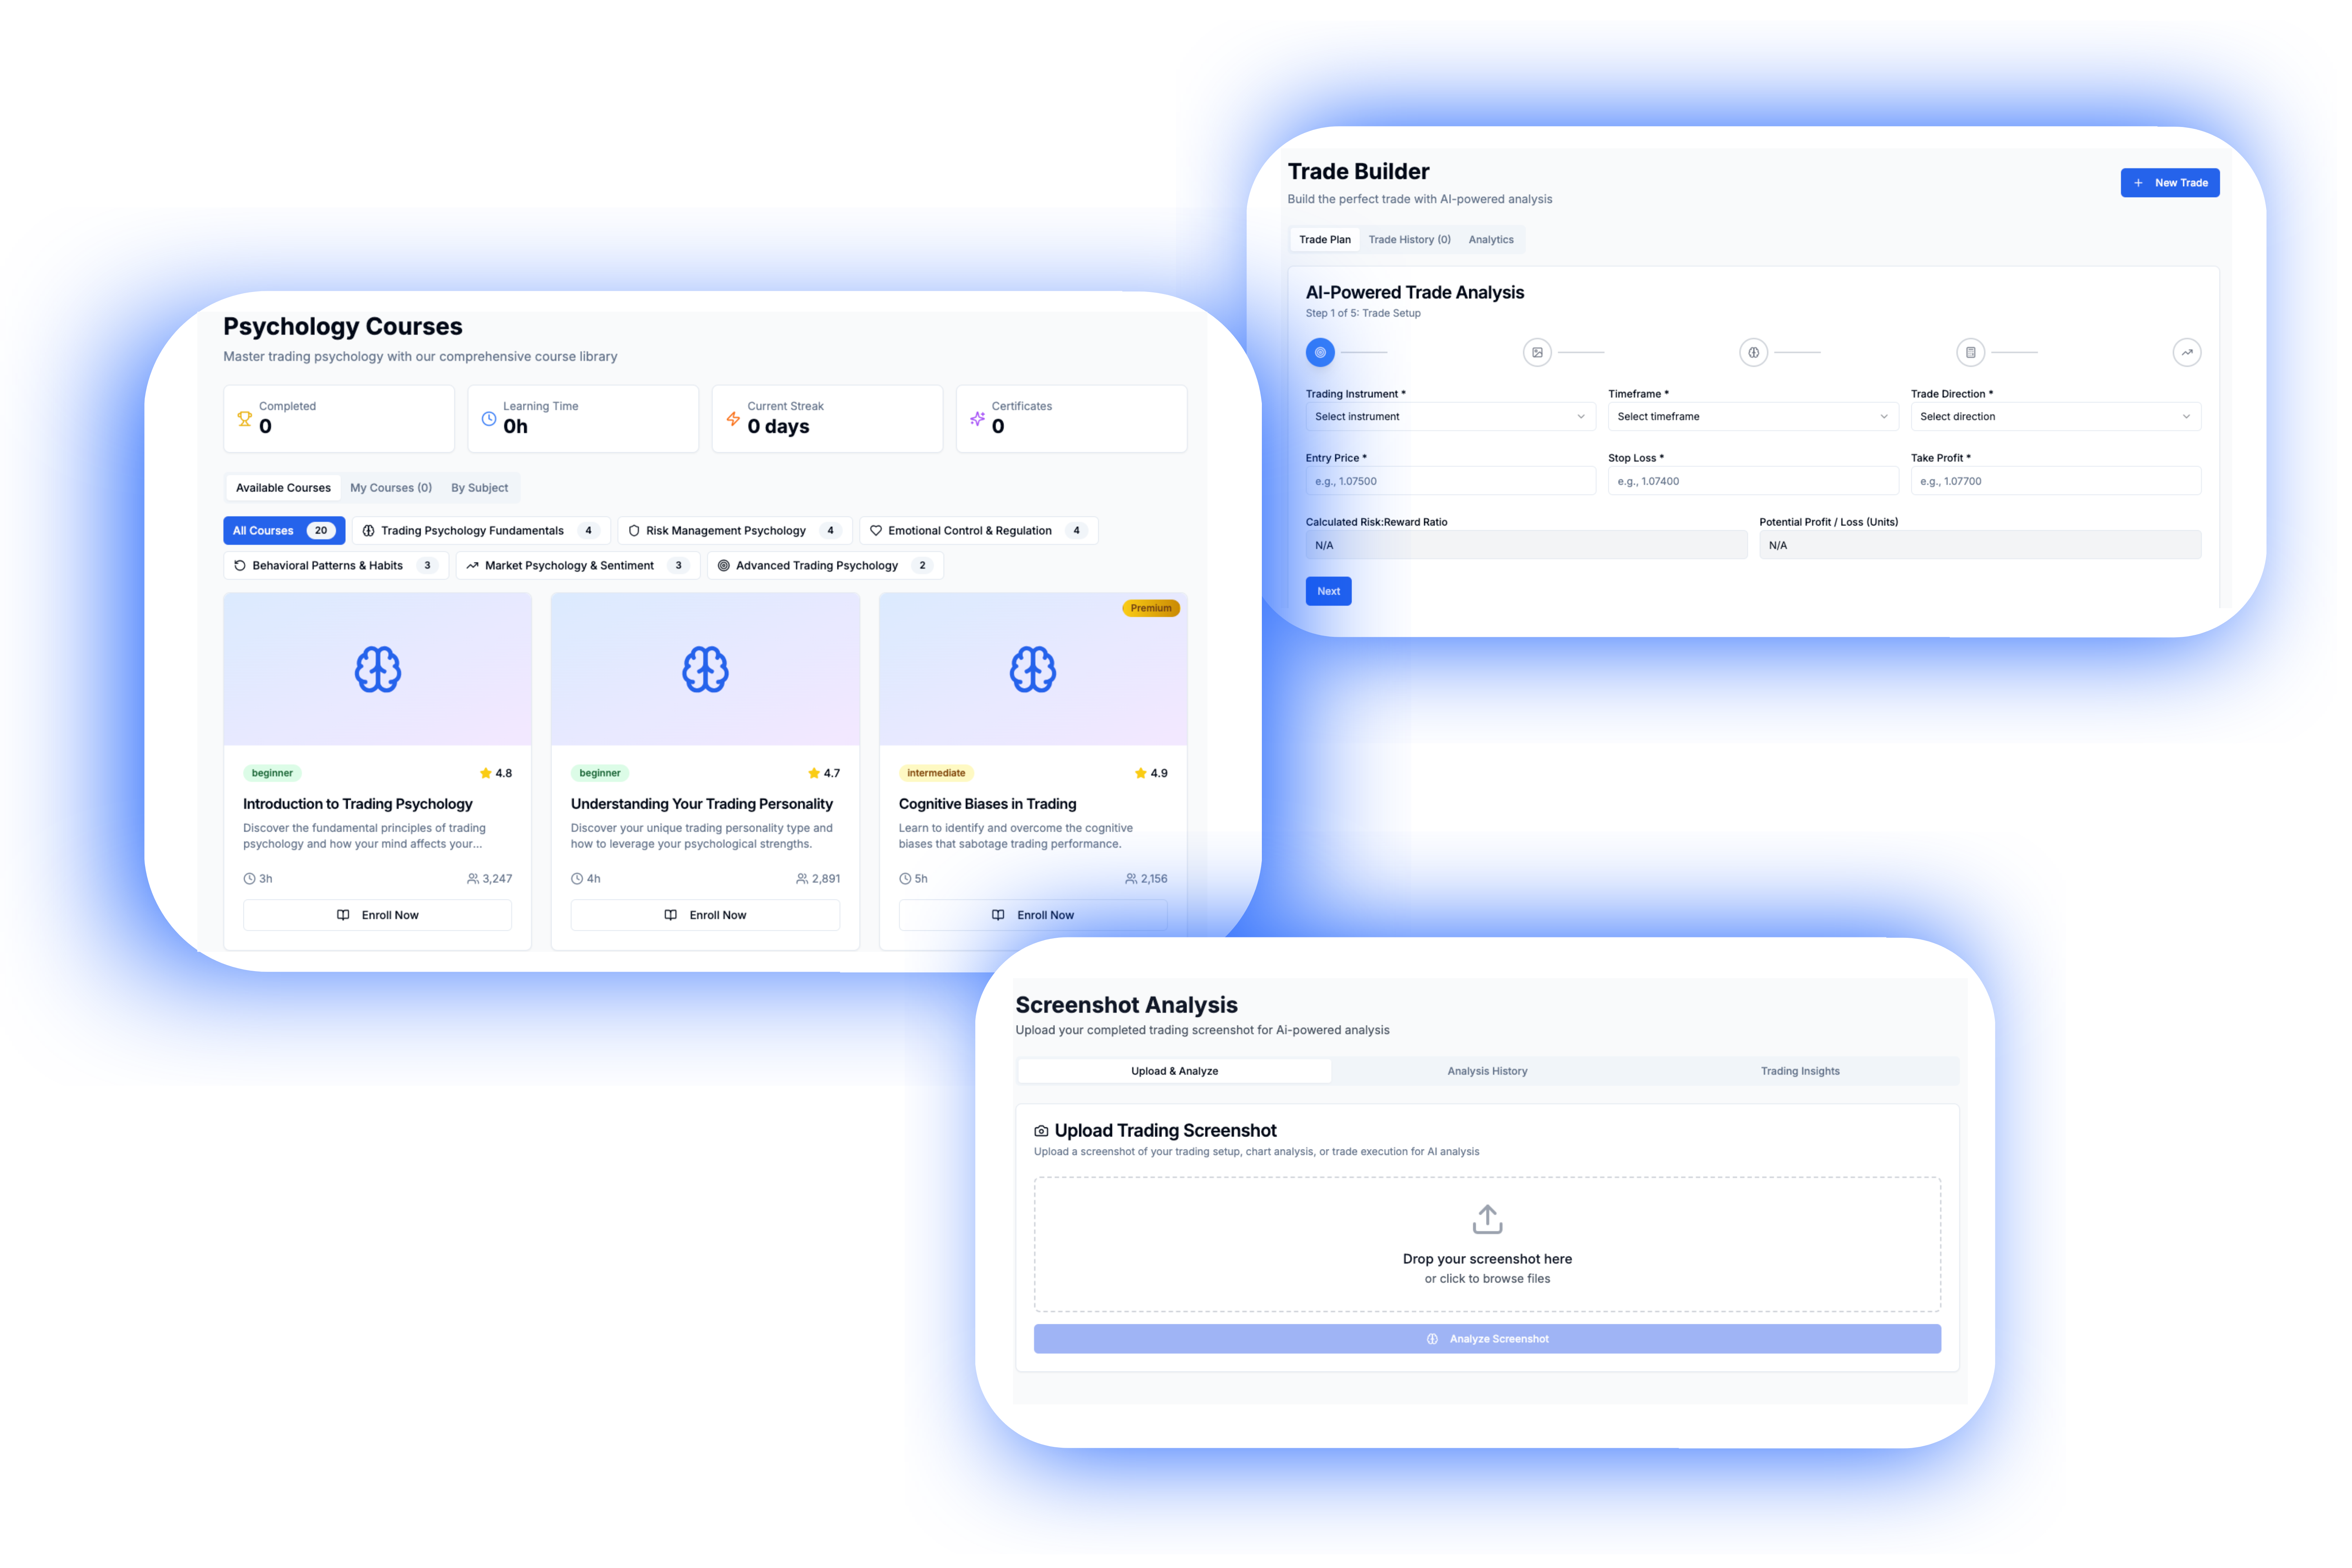 Psychology Courses
Master trading psychology with our comprehensive course library
Completed
0
Learning Time
0h
Current Streak
0 days
Certificates
0
Available Courses My Courses (0) By Subject
All Courses 20 Trading Psychology Fundamentals 4 Risk Management Psychology 4 Emotional Control & Regulation 4
Behavioral Patterns & Habits 3 Market Psychology & Sentiment 3 Advanced Trading Psychology 2
beginner 4.8
Introduction to Trading Psychology
Discover the fundamental principles of trading
psychology and how your mind affects your...
3h 3,247
Enroll Now
beginner 4.7
Understanding Your Trading Personality
Discover your unique trading personality type and
how to leverage your psychological strengths.
4h 2,891
Enroll Now
Premium
intermediate 4.9
Cognitive Biases in Trading
Learn to identify and overcome the cognitive
biases that sabotage trading performance.
5h 2,156
Enroll Now
Trade Builder
Build the perfect trade with AI-powered analysis
New Trade
Trade Plan Trade History (0) Analytics
AI-Powered Trade Analysis
Step 1 of 5: Trade Setup
Trading Instrument * Timeframe * Trade Direction *
Select instrument Select timeframe Select direction
Entry Price * Stop Loss * Take Profit *
e.g., 1.07500 e.g., 1.07400 e.g., 1.07700
Calculated Risk:Reward Ratio Potential Profit / Loss (Units)
N/A N/A
Next
Screenshot Analysis
Upload your completed trading screenshot for Ai-powered analysis
Upload & Analyze Analysis History Trading Insights
Upload Trading Screenshot
Upload a screenshot of your trading setup, chart analysis, or trade execution for AI analysis
Drop your screenshot here
or click to browse files
Analyze Screenshot